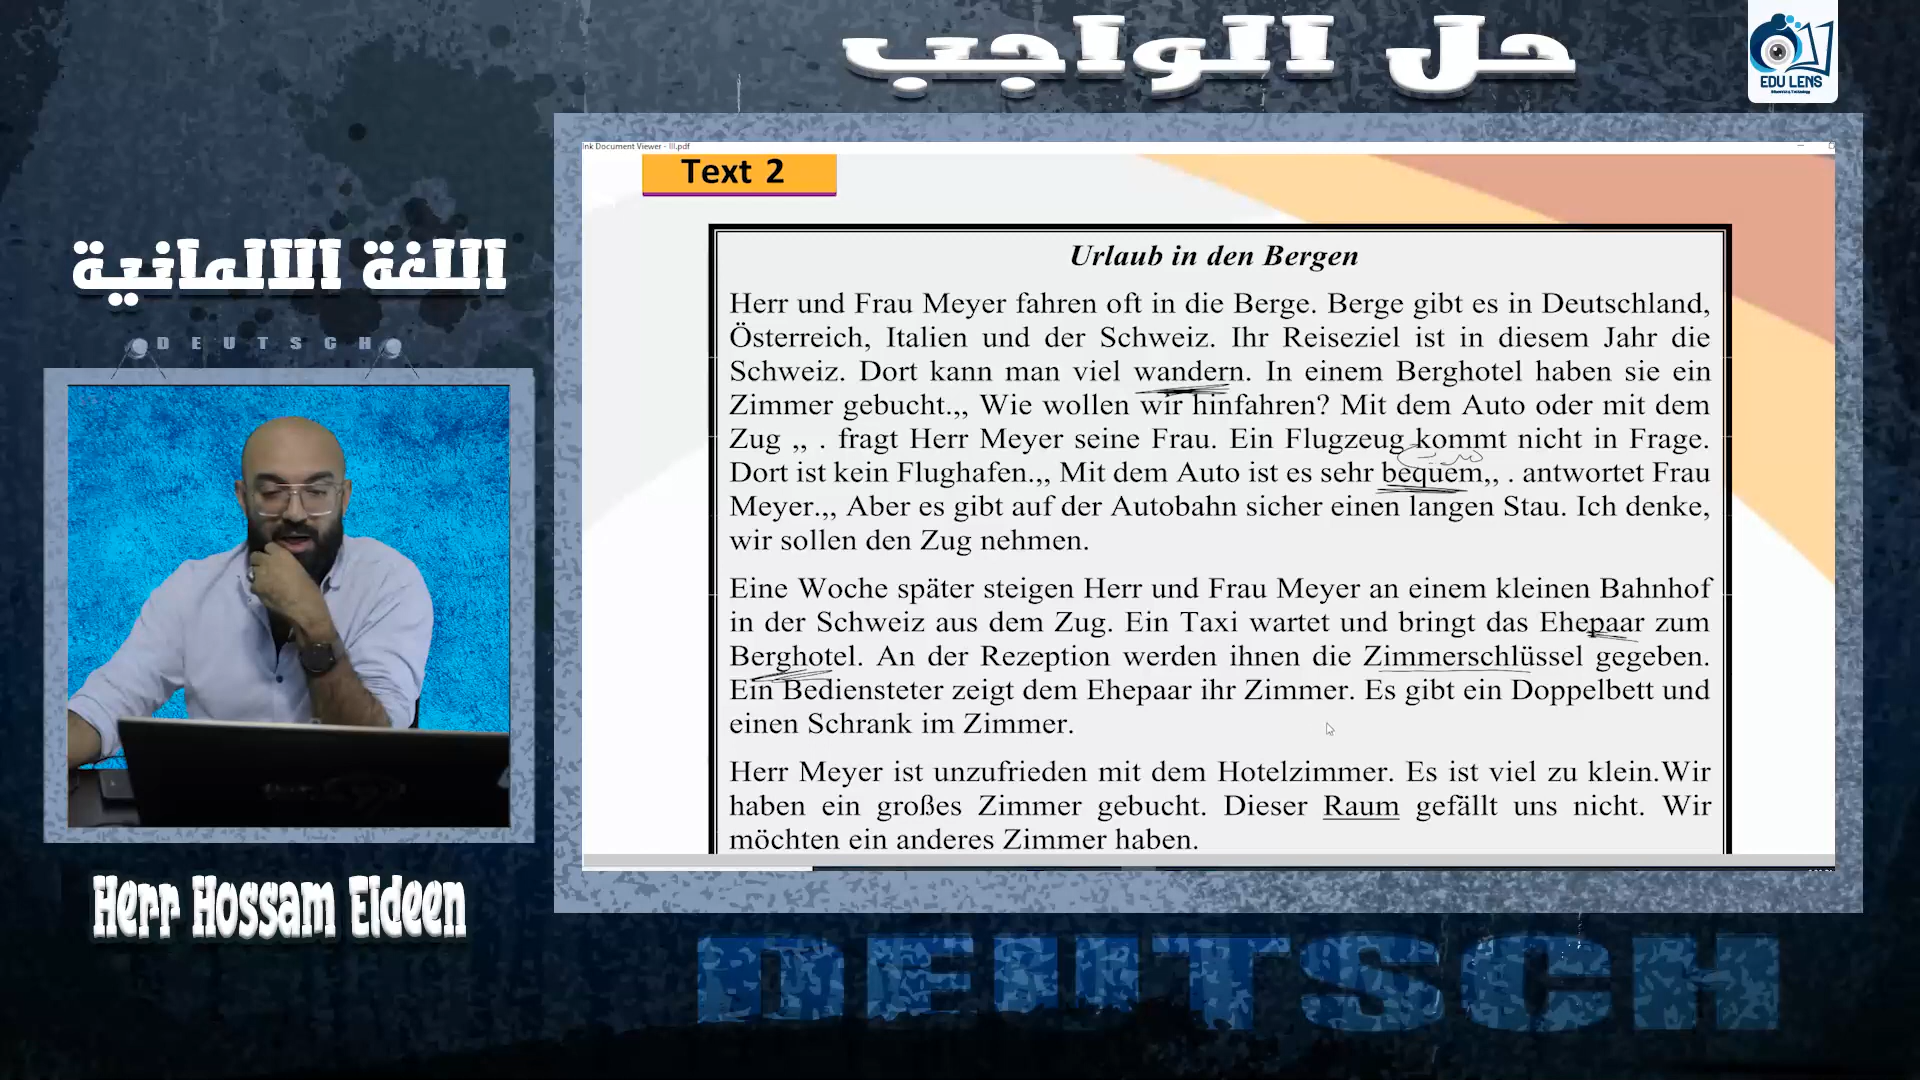 حل الواجب
EDU LENS
Ink Document Viewer - III.pdf
Text 2
Urlaub in den Bergen
Herr und Frau Meyer fahren oft in die Berge. Berge gibt es in Deutschland,
Österreich, Italien und der Schweiz. Ihr Reiseziel ist in diesem Jahr die
Schweiz. Dort kann man viel wandern. In einem Berghotel haben sie ein
Zimmer gebucht.,, Wie wollen wir hinfahren? Mit dem Auto oder mit dem
Zug ,, . fragt Herr Meyer seine Frau. Ein Flugzeug kommt nicht in Frage.
Dort ist kein Flughafen.,, Mit dem Auto ist es sehr bequem,, . antwortet Frau
Meyer.,, Aber es gibt auf der Autobahn sicher einen langen Stau. Ich denke,
wir sollen den Zug nehmen.
Eine Woche später steigen Herr und Frau Meyer an einem kleinen Bahnhof
in der Schweiz aus dem Zug. Ein Taxi wartet und bringt das Ehepaar zum
Berghotel. An der Rezeption werden ihnen die Zimmerschlüssel gegeben.
Ein Bediensteter zeigt dem Ehepaar ihr Zimmer. Es gibt ein Doppelbett und
einen Schrank im Zimmer.
Herr Meyer ist unzufrieden mit dem Hotelzimmer. Es ist viel zu klein.Wir
haben ein großes Zimmer gebucht. Dieser Raum gefällt uns nicht. Wir
möchten ein anderes Zimmer haben.
اللغة الالمانية
DEUTSCH
Herr Hossam Eldeen
DEUTSCH